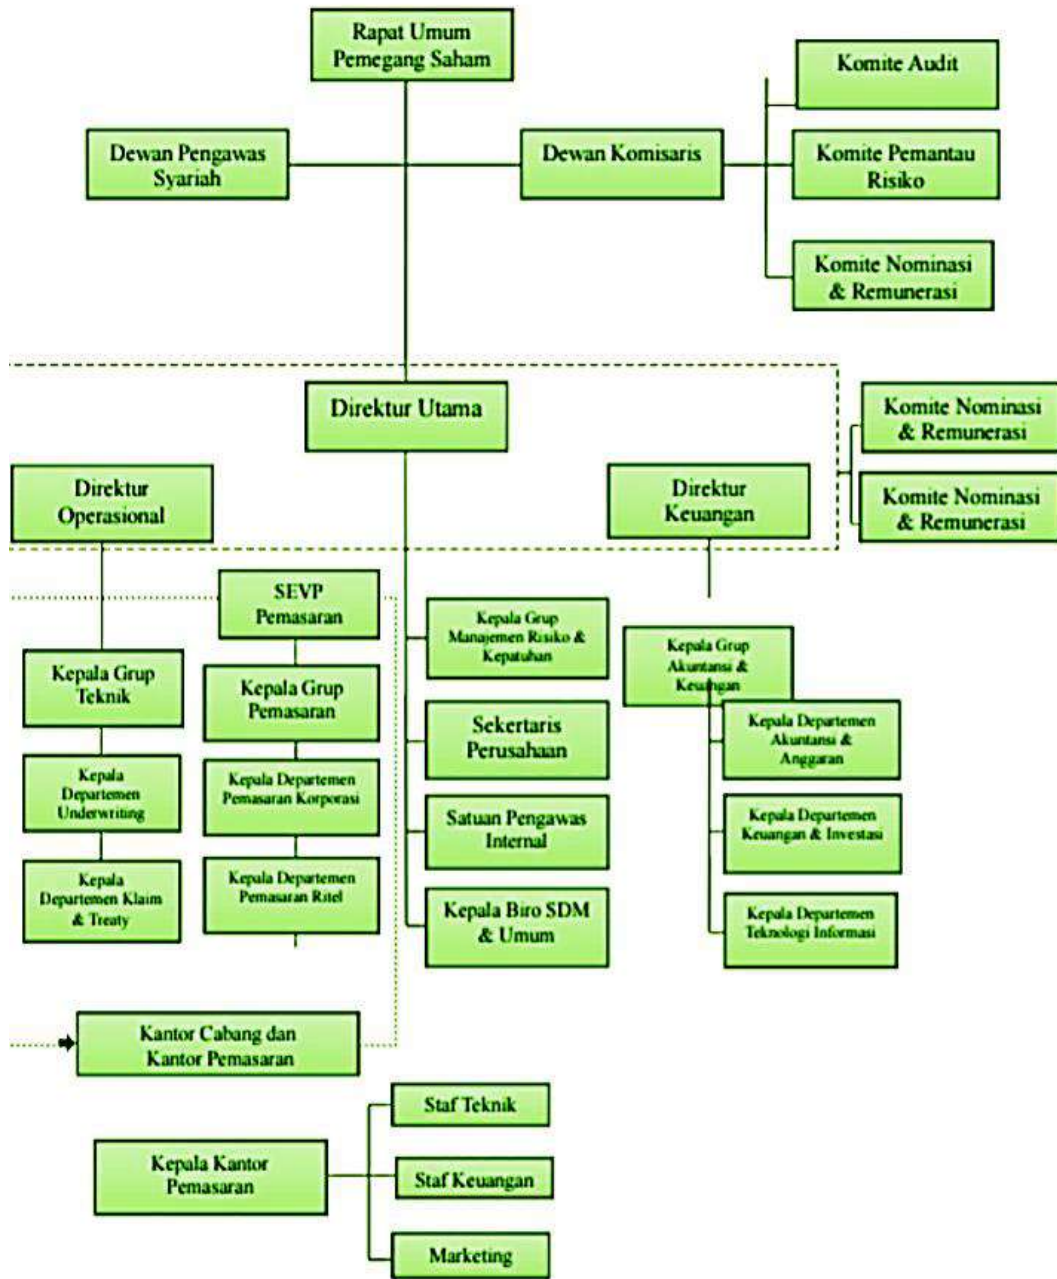 Rapat Umum
Pemegang Saham
Komite Audit
Dewan Pengawas
Syariah
Dewan Komisaris
Komite Pemantau
Risiko
Komite Nominasi
& Remunerasi
Direktur Utama
Komite Nominasi
& Remunerasi
Komite Nominasi
& Remunerasi
Direktur
Operasional
Direktur
Keuangan
SEVP
Pemasaran
Kepala Grup
Teknik
Kepala
Departemen
Underwriting
Kepala
Departemen Klaim
& Treaty
Kepala Grup
Pemasaran
Kepala Departemen
Pemasaran Korporasi
Kepala Departemen
Pemasaran Ritel
Kepala Grup
Manajemen Risiko &
Kepatuhan
Sekertaris
Perusahaan
Satuan Pengawas
Internal
Kepala Biro SDM
& Umum
Kepala Grup
Akuntansi &
Keuangan
Kepala Departemen
Akuntansi &
Anggaran
Kepala Departemen
Keuangan & Investasi
Kepala Departemen
Teknologi Informasi
Kantor Cabang dan
Kantor Pemasaran
Kepala Kantor
Pemasaran
Staf Teknik
Staf Keuangan
Marketing